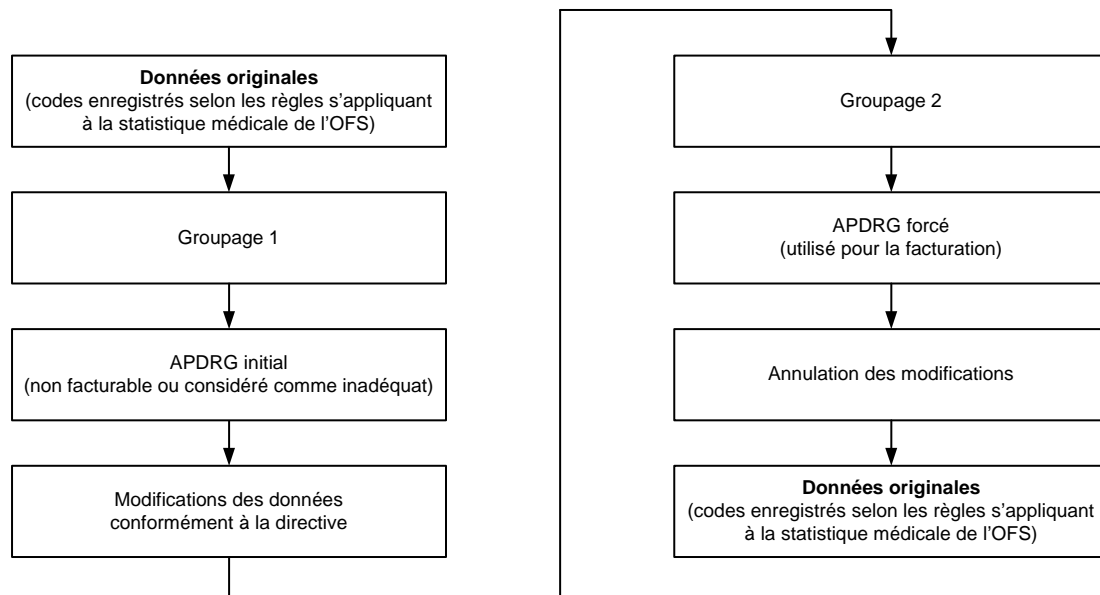 Données originales
(codes enregistrés selon les règles s'appliquant
à la statistique médicale de l'OFS)
Groupage 1
APDRG initial
(non facturable ou considéré comme inadéquat)
Modifications des données
conformément à la directive
Groupage 2
APDRG forcé
(utilisé pour la facturation)
Annulation des modifications
Données originales
(codes enregistrés selon les règles s'appliquant
à la statistique médicale de l'OFS)